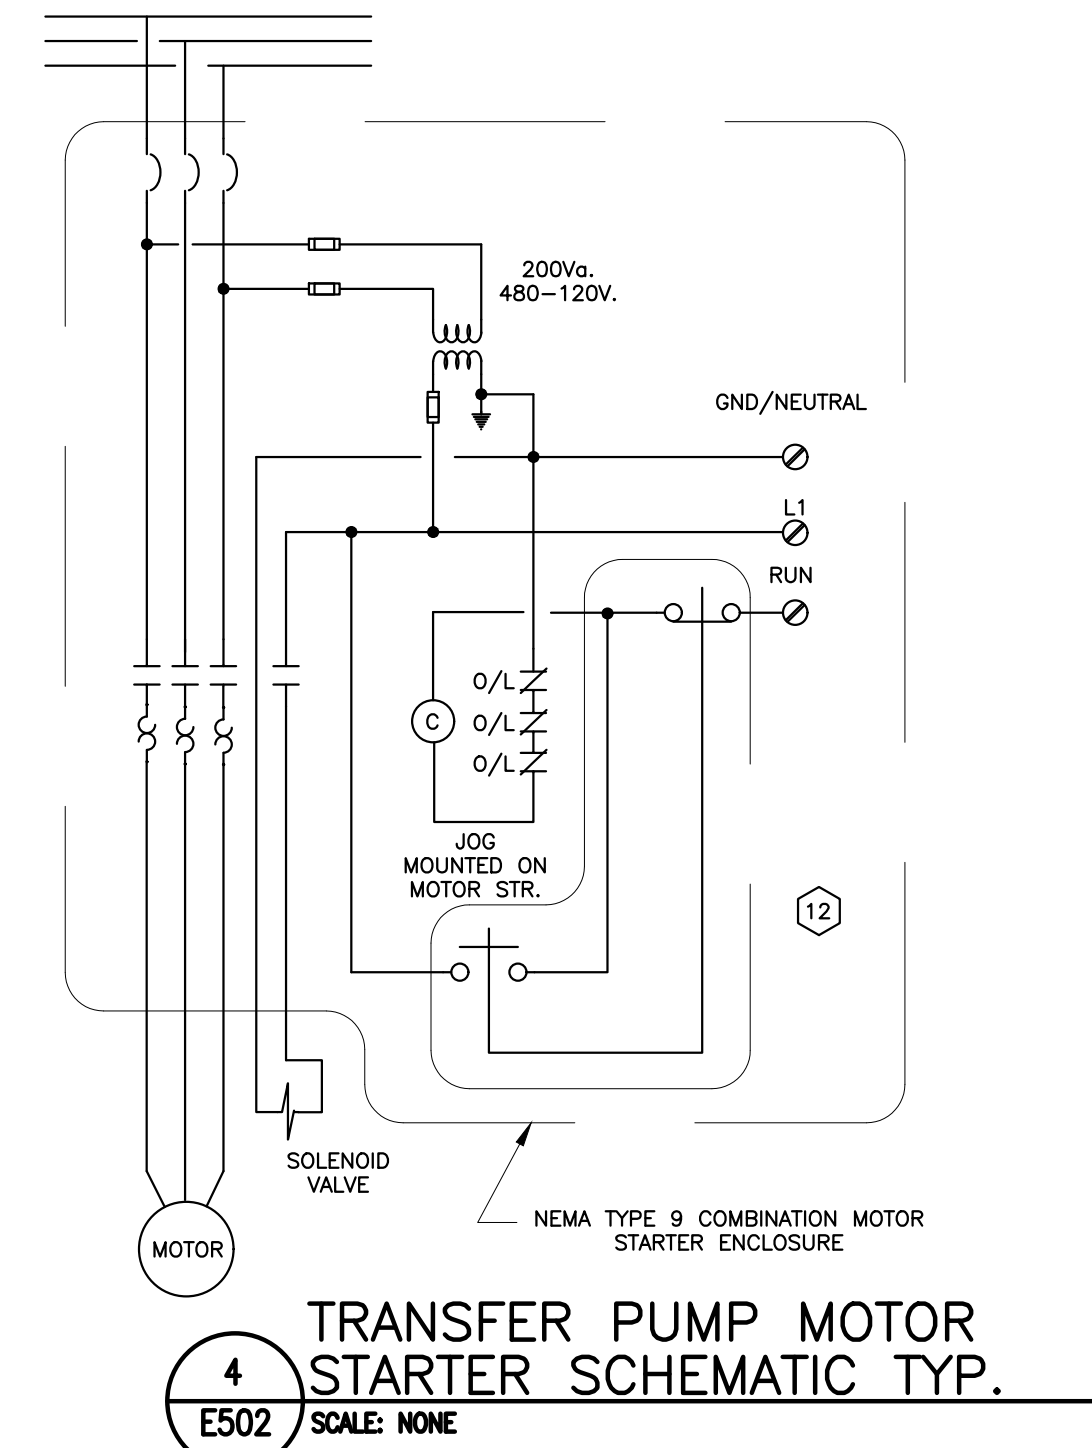 200Va.
480-120V.
GND/NEUTRAL
L1
RUN
O/L
C
O/L
O/L
JOG
MOUNTED ON
MOTOR STR.
12
SOLENOID
VALVE
NEMA TYPE 9 COMBINATION MOTOR
STARTER ENCLOSURE
MOTOR
TRANSFER PUMP MOTOR
STARTER SCHEMATIC TYP.
4
E502
SCALE: NONE